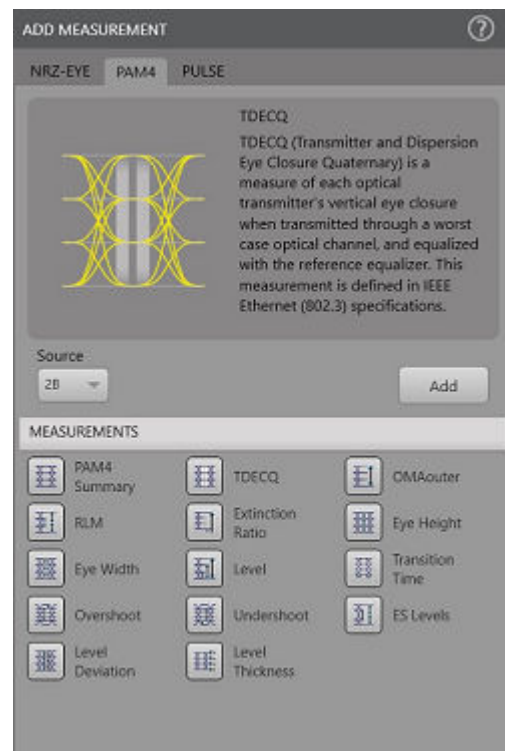 ADD MEASUREMENT
?
NRZ-EYE PAM4 PULSE
TDECQ
TDECQ (Transmitter and Dispersion
Eye Closure Quaternary) is a
measure of each optical
transmitter's vertical eye closure
when transmitted through a worst
case optical channel, and equalized
with the reference equalizer. This
measurement is defined in IEEE
Ethernet (802.3) specifications.
Source
2B
Add
MEASUREMENTS
PAM4
Summary
TDECQ
OMAouter
RLM
Extinction
Ratio
Eye Height
Eye Width
Level
Transition
Time
Overshoot
Undershoot
ES Levels
Level
Deviation
Level
Thickness